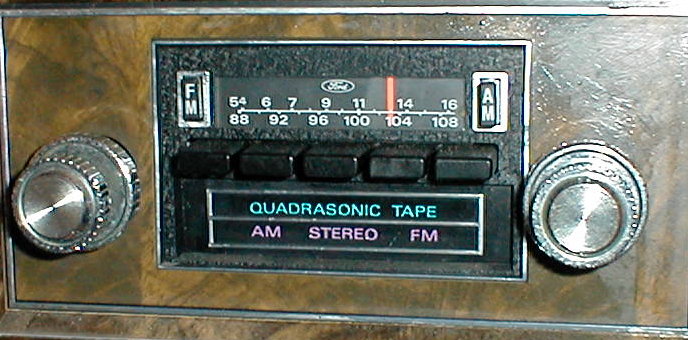 Ford
FM
AM
54 6 7 9 11 14 16
88 92 96 100 104 108
QUADRASONIC TAPE
AM STEREO FM